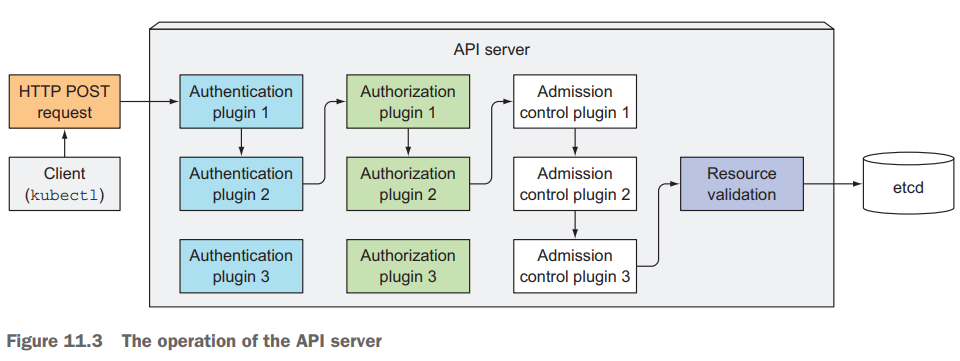 API server
HTTP POST
request
Client
(kubectl)
Authentication
plugin 1
Authentication
plugin 2
Authentication
plugin 3
Authorization
plugin 1
Authorization
plugin 2
Authorization
plugin 3
Admission
control plugin 1
Admission
control plugin 2
Admission
control plugin 3
Resource
validation
etcd
Figure 11.3 The operation of the API server